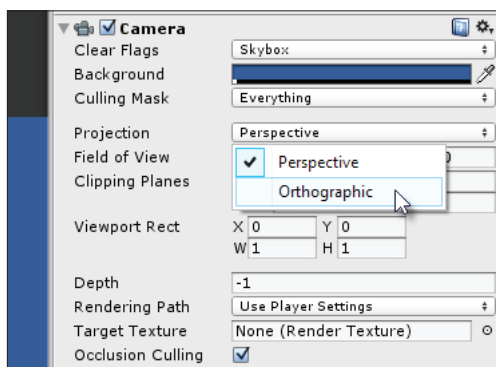 Camera
Clear Flags Skybox
Background
Culling Mask Everything
Projection Perspective
Field of View Perspective
Clipping Planes Orthographic
Viewport Rect X 0 Y 0
W 1 H 1
Depth -1
Rendering Path Use Player Settings
Target Texture None (Render Texture)
Occlusion Culling